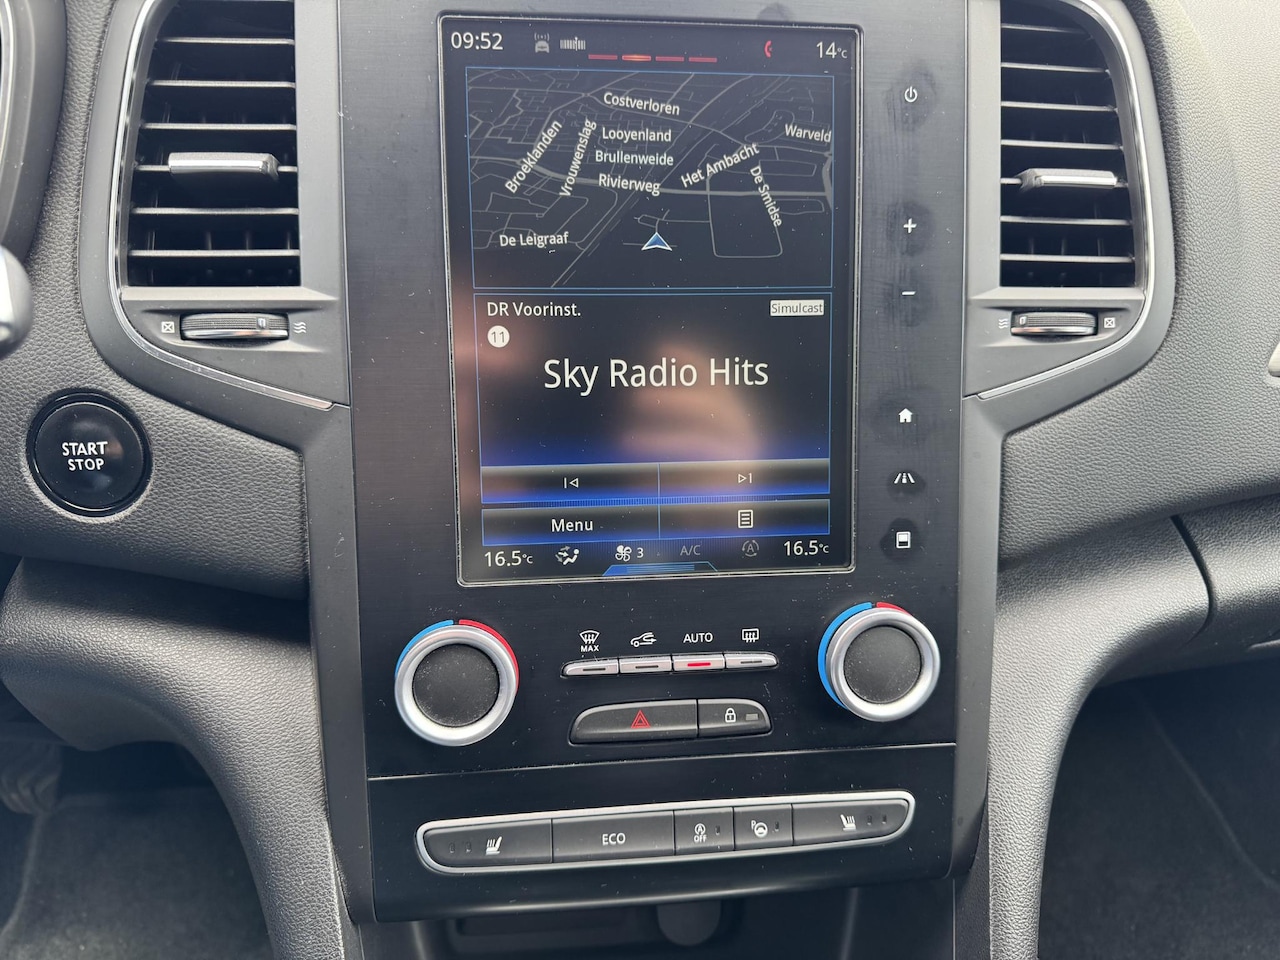 09:52
14°C
Costverloren
Looyenland
Warveld
Broeklanden
Vrouwenslag
Brullenweide
Het Ambacht
Rivierweg
De Smidse
De Leigraaf
DR Voorinst.
Simulcast
11
Sky Radio Hits
START
STOP
Menu
16.5°C
3
A/C
A
16.5°C
MAX
AUTO
ECO
A
OFF
P